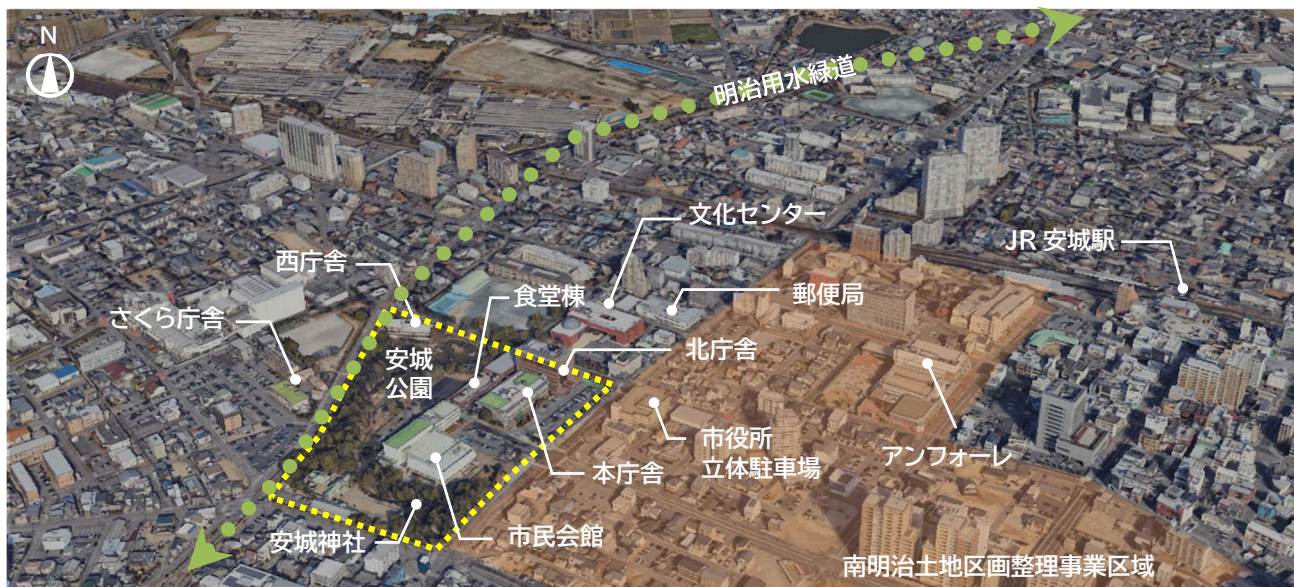 N
明治用水緑道
文化センター
JR 安城駅
西庁舎
食堂棟
郵便局
さくら庁舎
北庁舎
安城
公園
市役所
立体駐車場
アンフォーレ
本庁舎
安城神社
市民会館
南明治土地区画整理事業区域